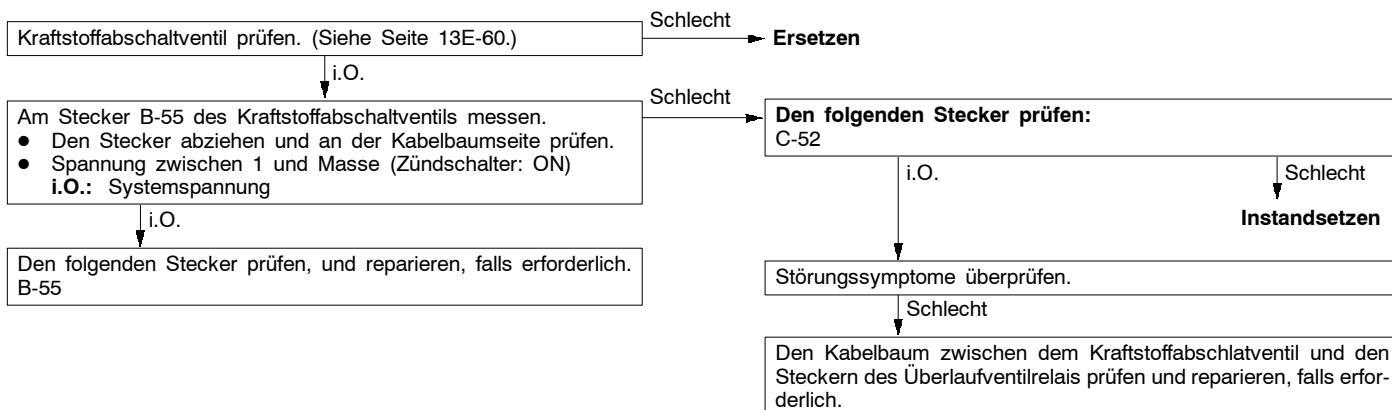 Kraftstoffabschaltventil prüfen. (Siehe Seite 13E-60.)
Schlecht
Ersetzen
i.O.
Am Stecker B-55 des Kraftstoffabschaltventils messen.
● Den Stecker abziehen und an der Kabelbaumseite prüfen.
● Spannung zwischen 1 und Masse (Zündschalter: ON)
i.O.: Systemspannung
Schlecht
Den folgenden Stecker prüfen:
C-52
i.O.
Schlecht
Instandsetzen
i.O.
Den folgenden Stecker prüfen, und reparieren, falls erforderlich.
B-55
Störungssymptome überprüfen.
Schlecht
Den Kabelbaum zwischen dem Kraftstoffabschlatventil und den
Steckern des Überlaufventilrelais prüfen und reparieren, falls erfor-
derlich.